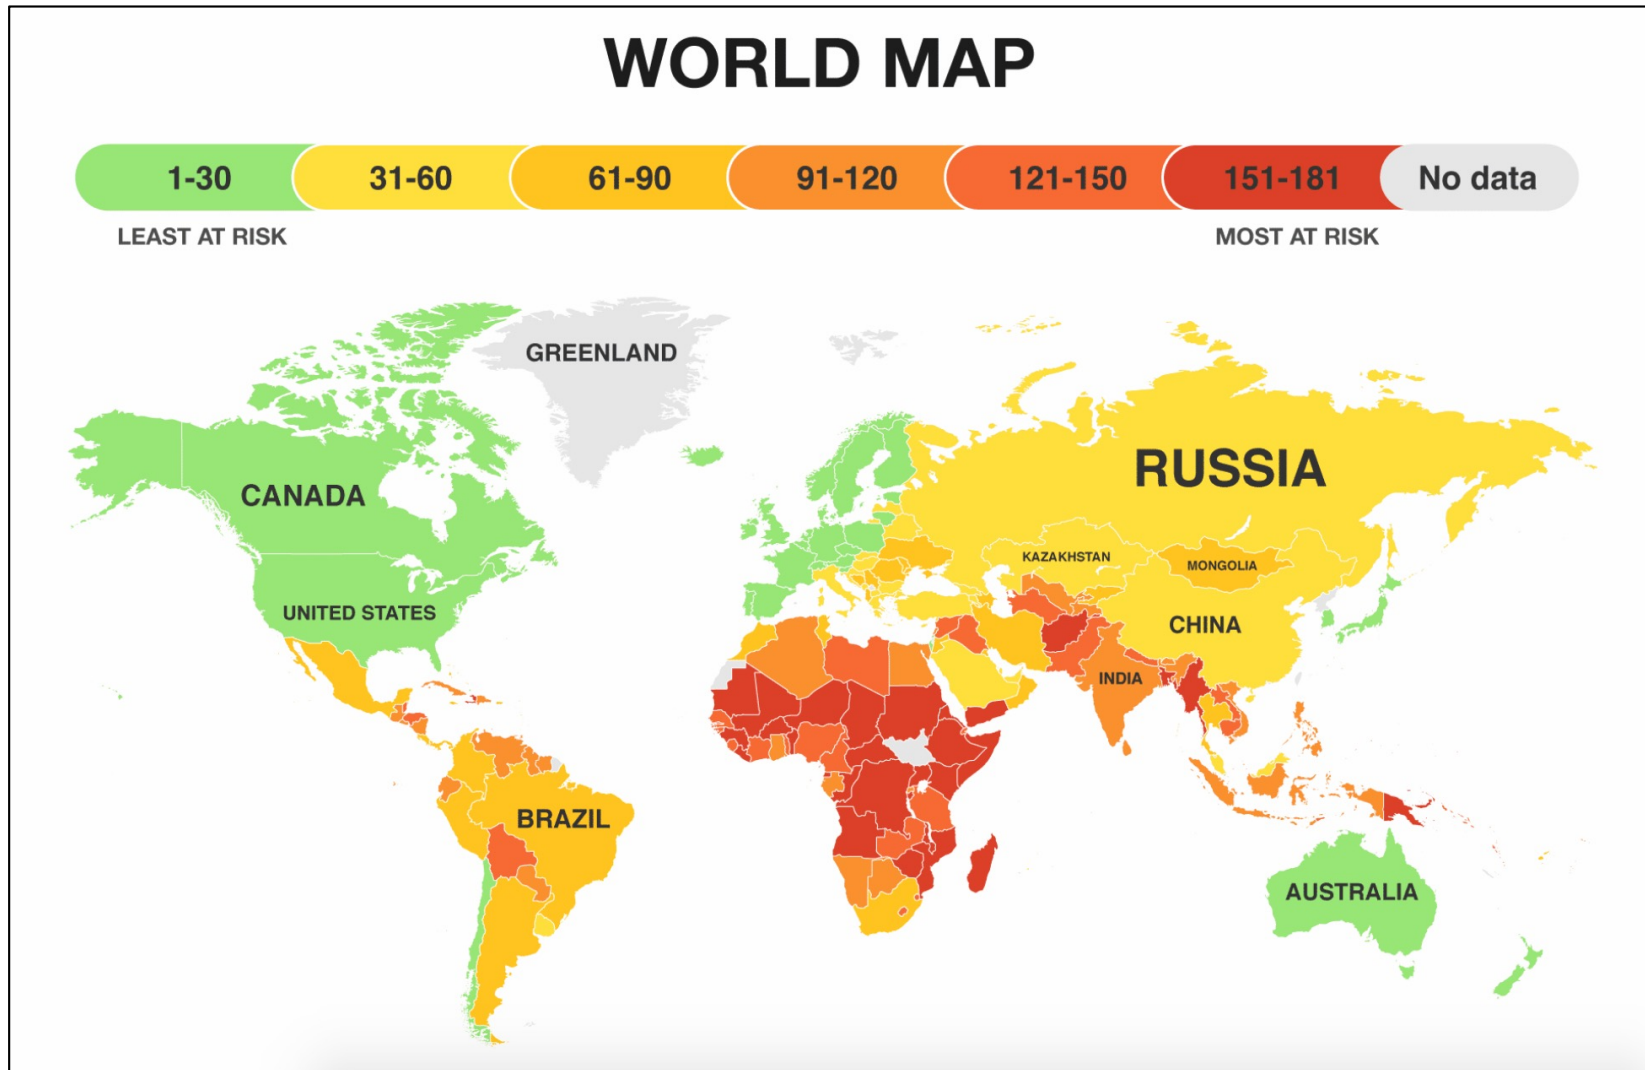 WORLD MAP
1-30
31-60
61-90
91-120
121-150
151-181
No data
LEAST AT RISK
MOST AT RISK
GREENLAND
RUSSIA
CANADA
KAZAKHSTAN
MONGOLIA
UNITED STATES
CHINA
INDIA
BRAZIL
AUSTRALIA